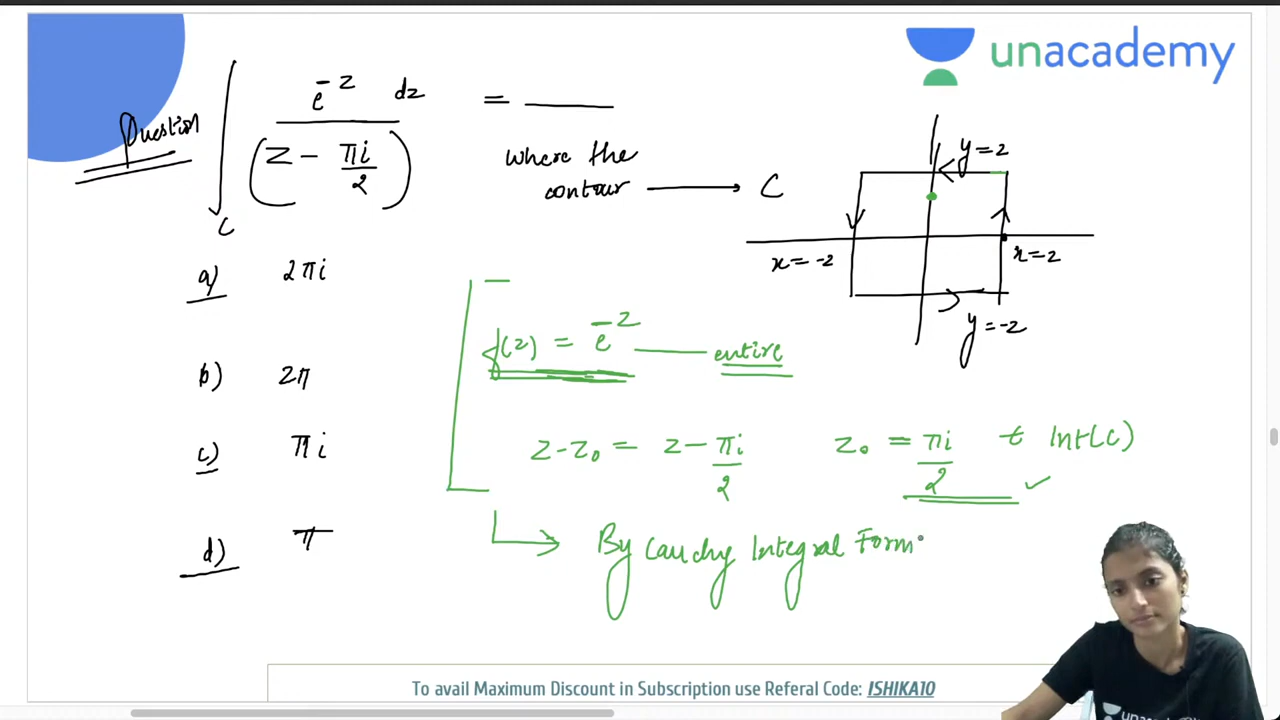 unacademy
Question
∫_C e^{-z} dz / (z - πi/2) = ____
where the
contour → C
y=2
x=-2
x=2
y=-2
a) 2πi
b) 2π
c) πi
d) π
f(z) = e^{-z} — entire
z-z₀ = z - πi/2 z₀ = πi/2 ∈ Int(C) ✓
By Cauchy Integral Form
To avail Maximum Discount in Subscription use Referal Code: ISHIKA10
unacademy